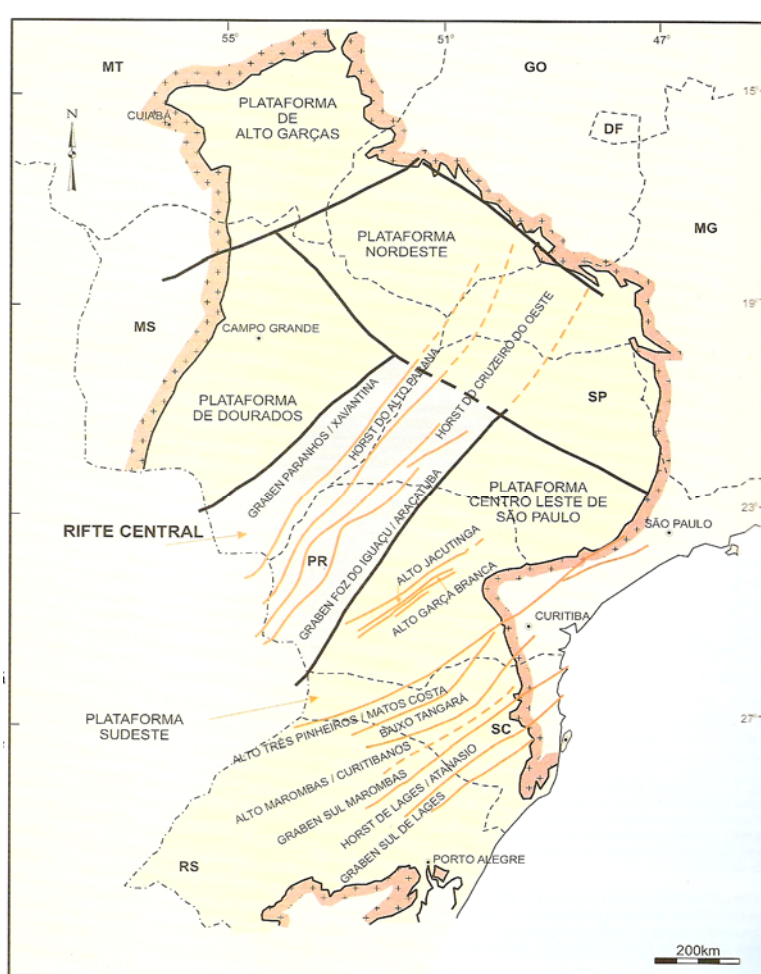 55°
51°
47°
MT
GO
PLATAFORMA
DE
ALTO GARÇAS
15°
CUIABÁ
N
DF
MG
PLATAFORMA
NORDESTE
19°
MS
CAMPO GRANDE
PLATAFORMA
DE DOURADOS
GRABEN PARANHOS / XAVANTINA
HORST DO ALTO PARANÁ
HORST DO CRUZEIRO DO OESTE
SP
PLATAFORMA
CENTRO LESTE DE
SÃO PAULO
23°
SÃO PAULO
RIFTE CENTRAL
PR
GRABEN FOZ DO IGUAÇU / ARAÇATUBA
ALTO JACUTINGA
ALTO GARÇA BRANCA
CURITIBA
PLATAFORMA
SUDESTE
27°
ALTO TRÊS PINHEIROS / MATOS COSTA
BAIXO TANGARÁ
SC
ALTO MAROMBAS / CURITIBANOS
GRABEN SUL MAROMBAS
HORST DE LAGES / ATANASIO
GRABEN SUL DE LAGES
RS
PORTO ALEGRE
200km